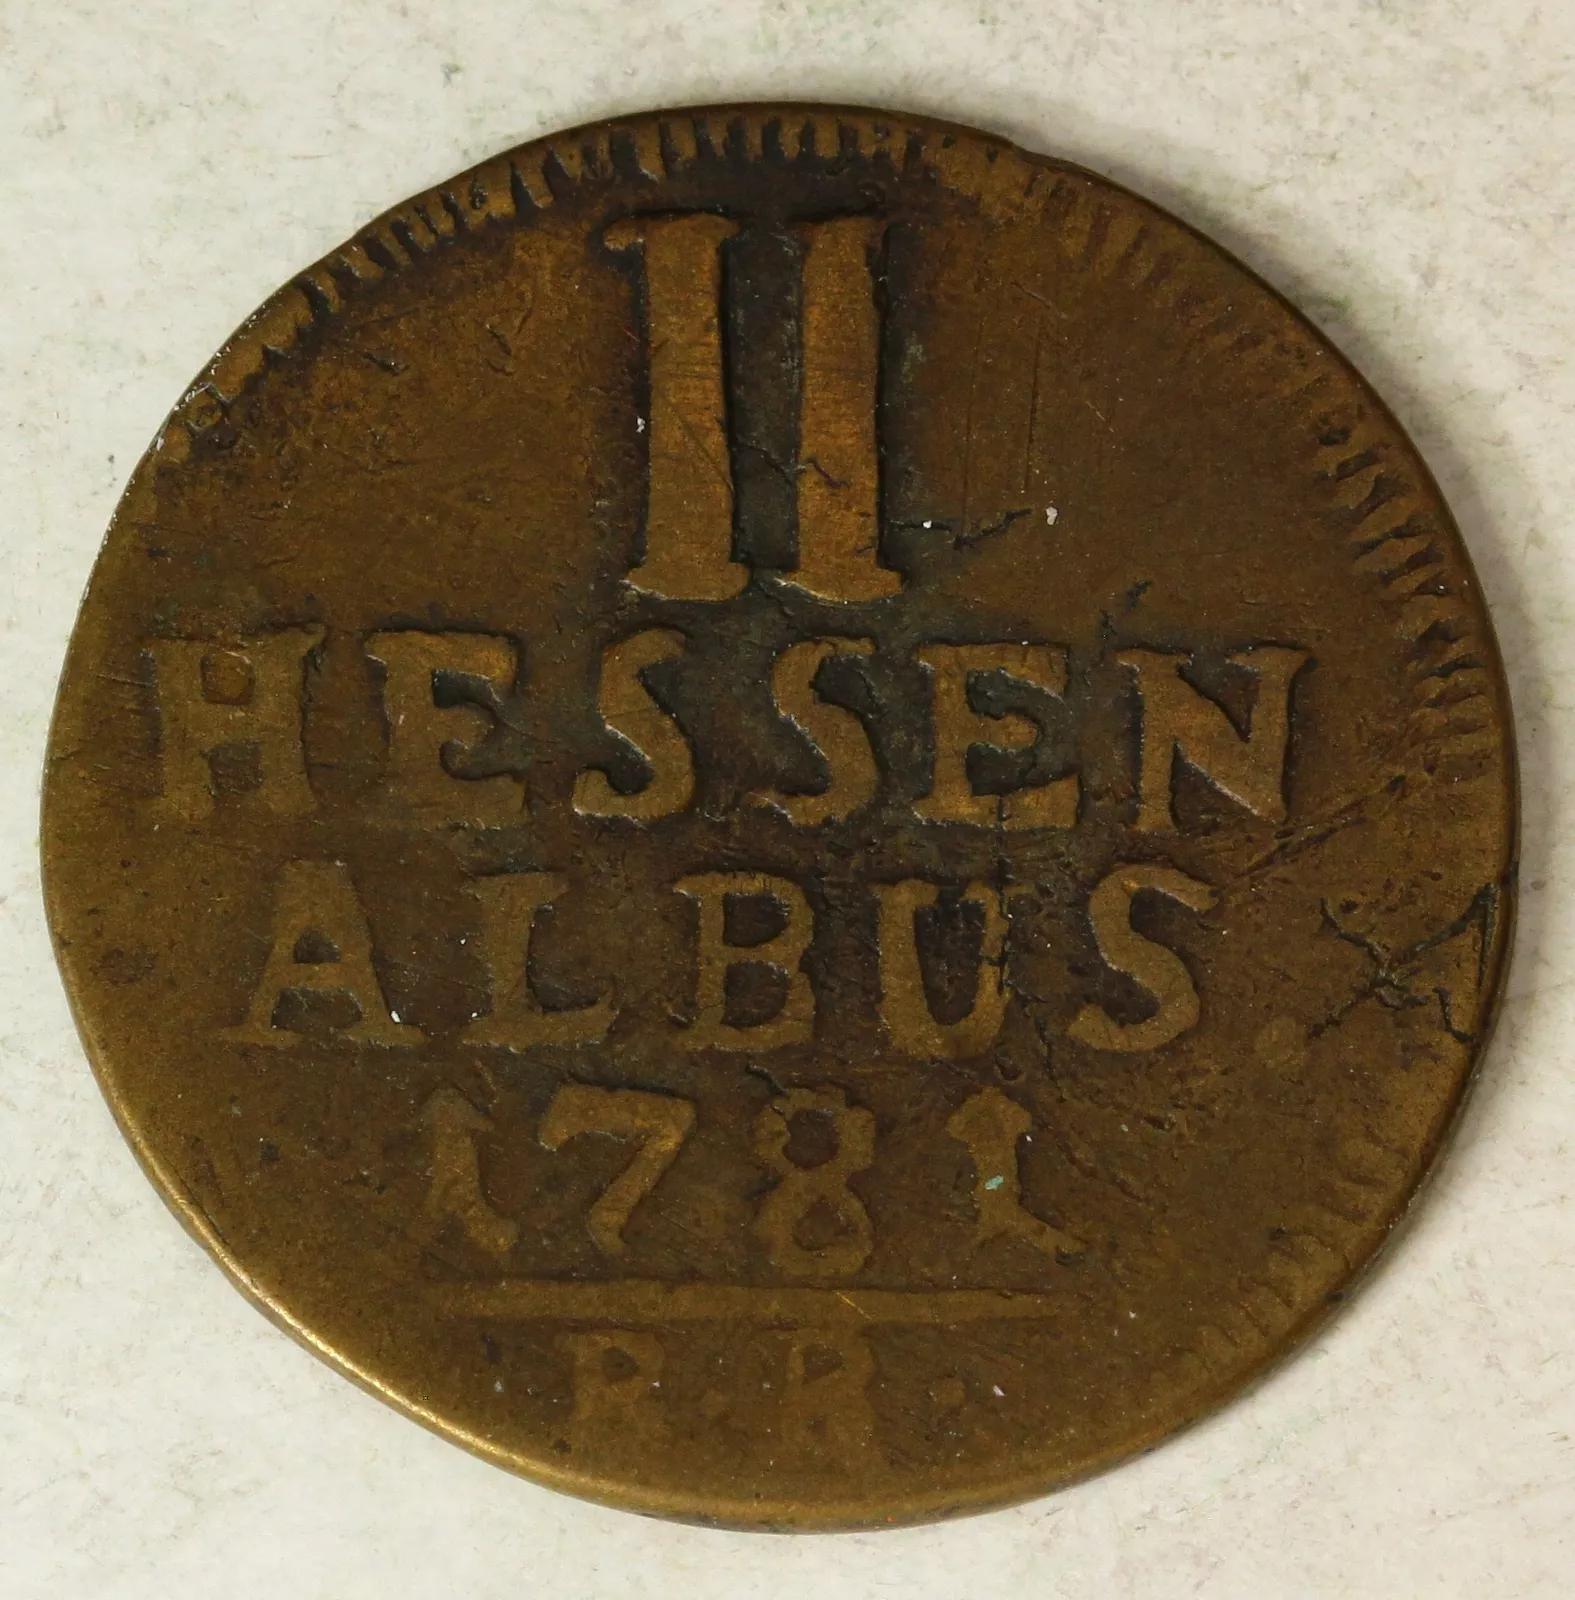 II
HESSEN
ALBUS
1781
R.R.